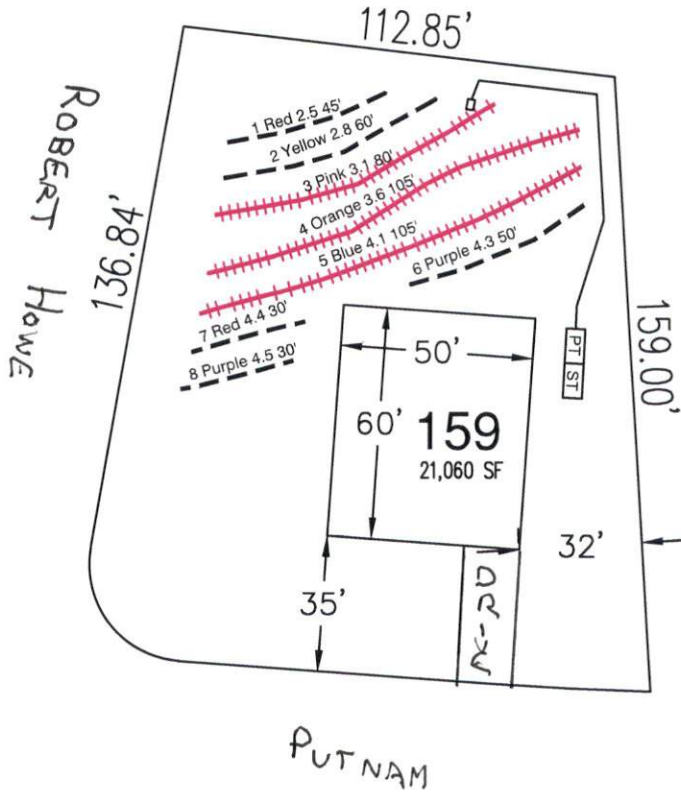 112.85'
1 Red 2.5 45'
2 Yellow 2.8 60'
3 Pink 3.1 80'
4 Orange 3.6 105'
5 Blue 4.1 105'
6 Purple 4.3 50'
7 Red 4.4 30'
8 Purple 4.5 30'
ROBERT HOWE
136.84'
159.00'
PT ST
50'
60'
159
21,060 SF
32'
35'
DR-W
PUTNAM